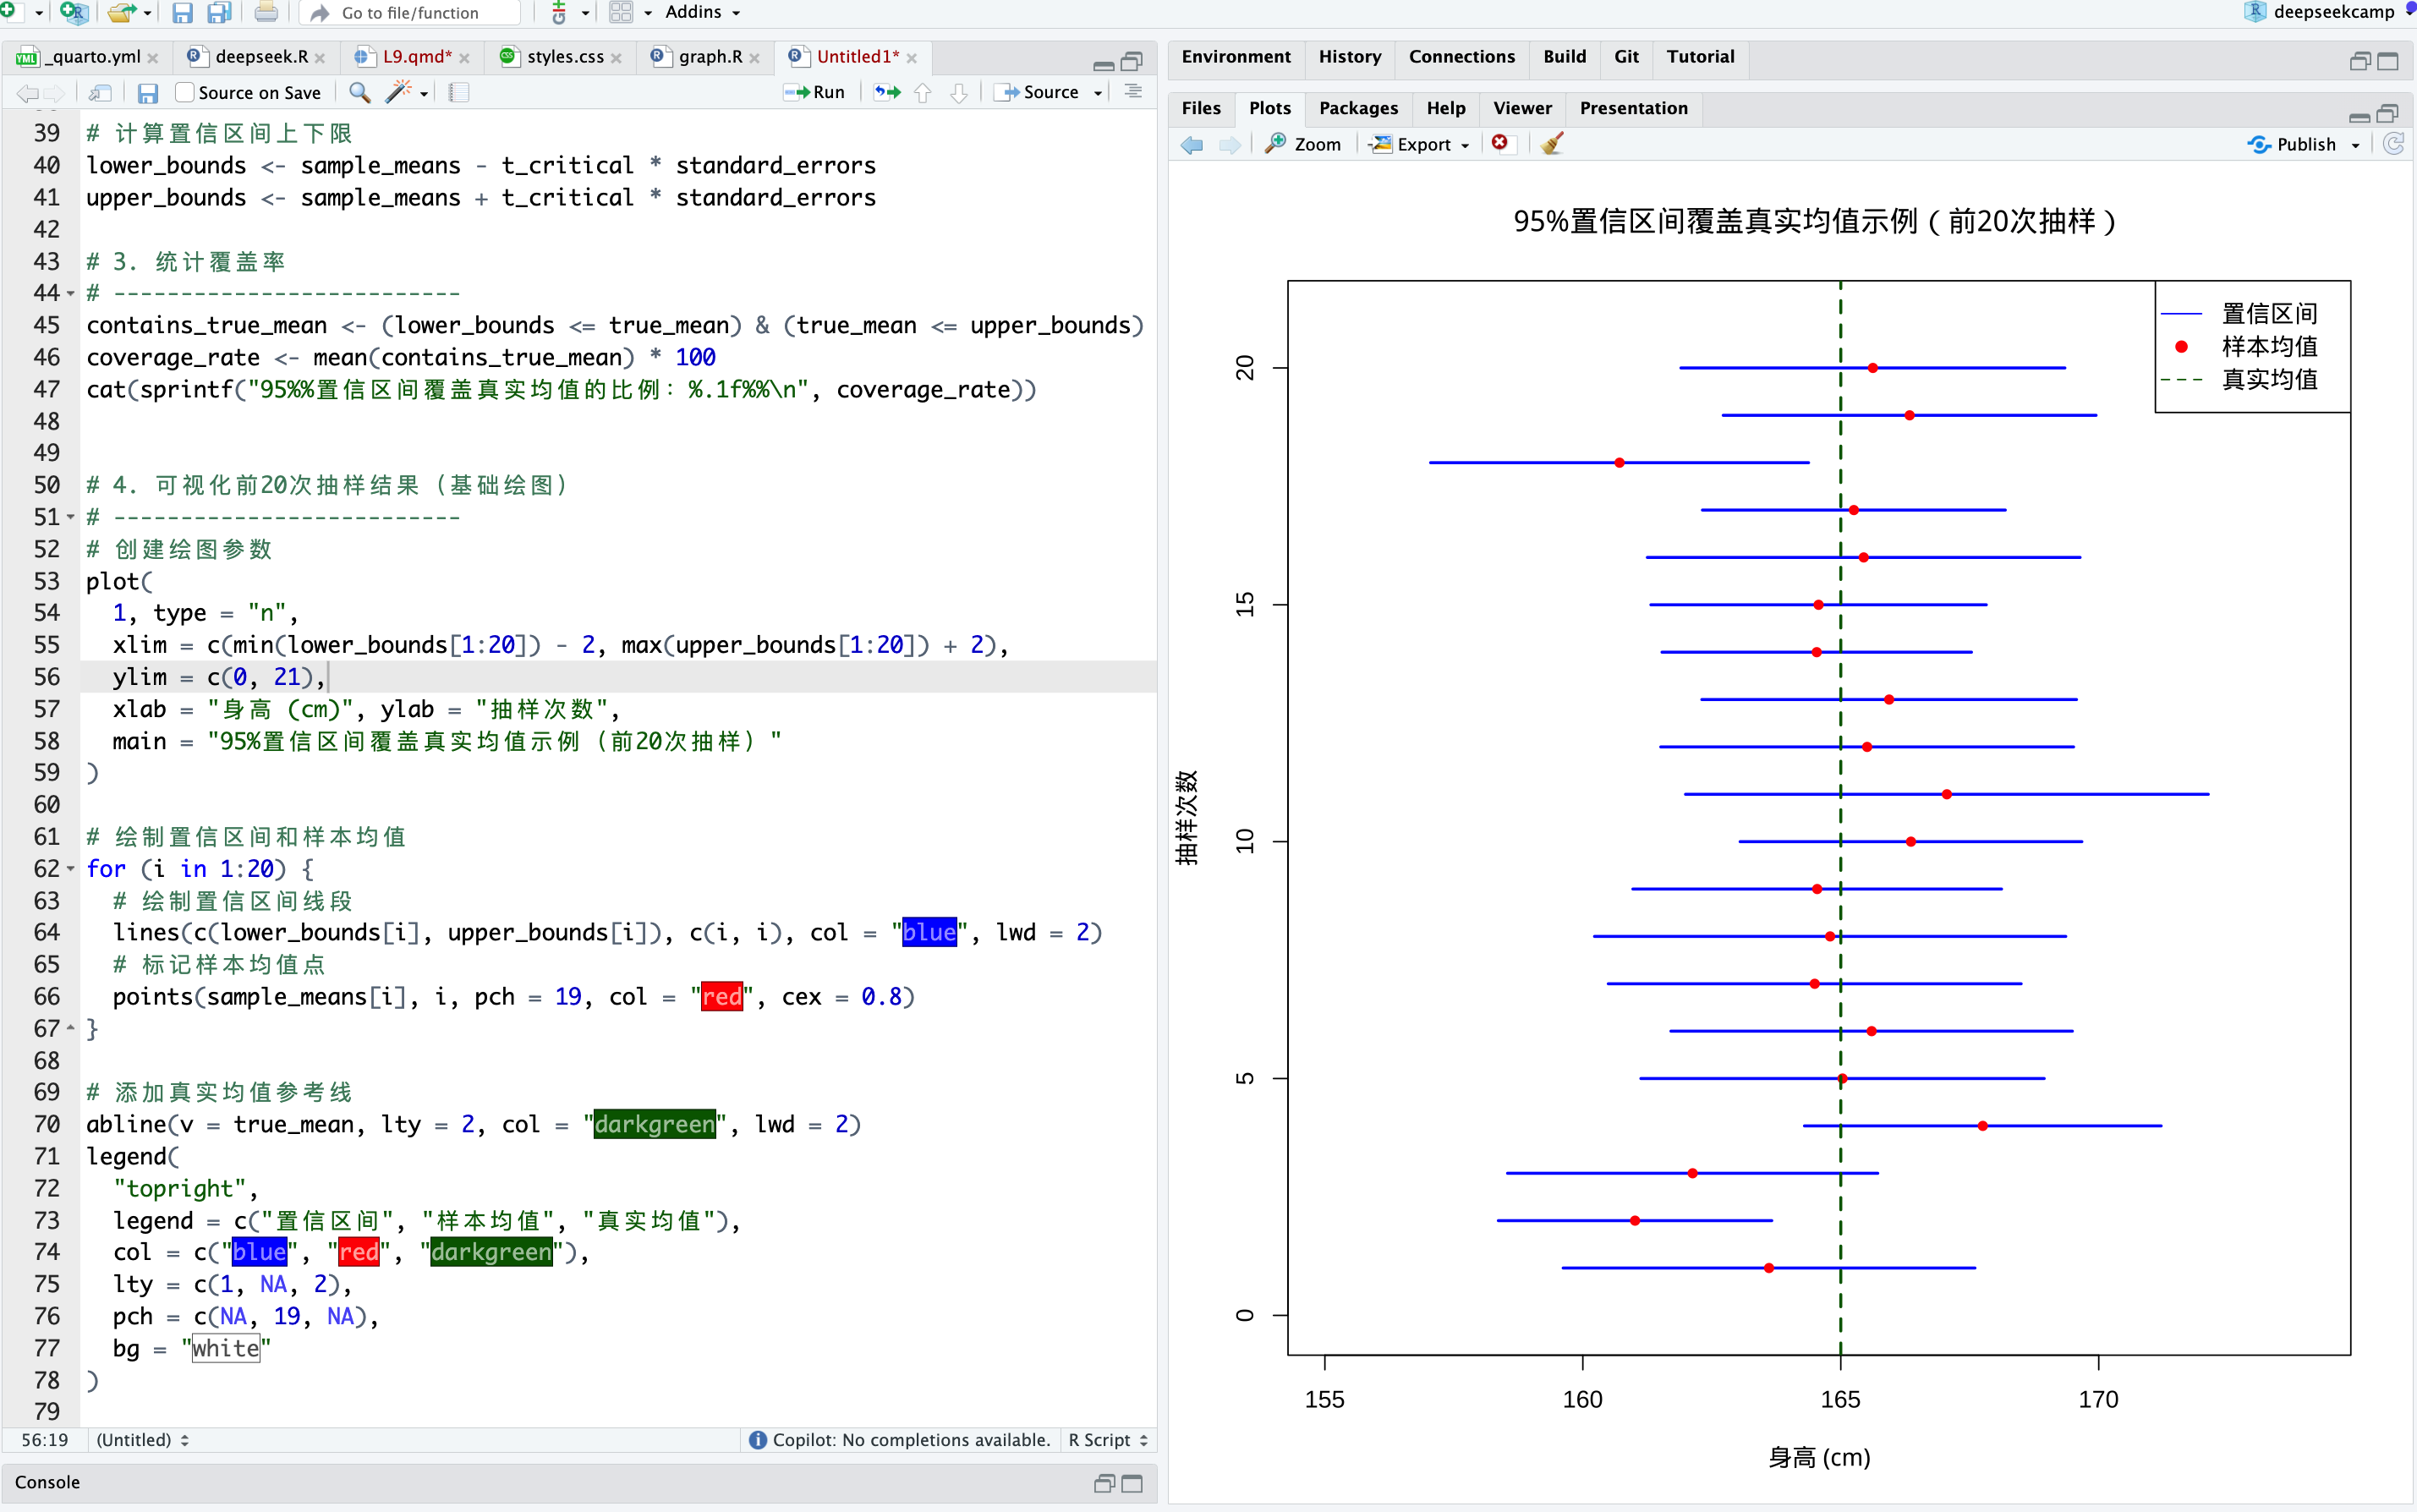 Go to file/function
Addins
deepseekcamp
_quarto.yml
deepseek.R
L9.qmd*
styles.css
graph.R
Untitled1*
Source on Save
Run
Source
39 # 计算置信区间上下限
40 lower_bounds <- sample_means - t_critical * standard_errors
41 upper_bounds <- sample_means + t_critical * standard_errors
42
43 # 3. 统计覆盖率
44 # --------------------------
45 contains_true_mean <- (lower_bounds <= true_mean) & (true_mean <= upper_bounds)
46 coverage_rate <- mean(contains_true_mean) * 100
47 cat(sprintf("95%%置信区间覆盖真实均值的比例: %.1f%%\n", coverage_rate))
48
49
50 # 4. 可视化前20次抽样结果（基础绘图）
51 # --------------------------
52 # 创建绘图参数
53 plot(
54 1, type = "n",
55 xlim = c(min(lower_bounds[1:20]) - 2, max(upper_bounds[1:20]) + 2),
56 ylim = c(0, 21),
57 xlab = "身高 (cm)", ylab = "抽样次数",
58 main = "95%置信区间覆盖真实均值示例（前20次抽样）"
59 )
60
61 # 绘制置信区间和样本均值
62 for (i in 1:20) {
63 # 绘制置信区间线段
64 lines(c(lower_bounds[i], upper_bounds[i]), c(i, i), col = "blue", lwd = 2)
65 # 标记样本均值点
66 points(sample_means[i], i, pch = 19, col = "red", cex = 0.8)
67 }
68
69 # 添加真实均值参考线
70 abline(v = true_mean, lty = 2, col = "darkgreen", lwd = 2)
71 legend(
72 "topright",
73 legend = c("置信区间", "样本均值", "真实均值"),
74 col = c("blue", "red", "darkgreen"),
75 lty = c(1, NA, 2),
76 pch = c(NA, 19, NA),
77 bg = "white"
78 )
79
56:19
(Untitled)
Copilot: No completions available.
R Script
Console
Environment
History
Connections
Build
Git
Tutorial
Files
Plots
Packages
Help
Viewer
Presentation
Zoom
Export
Publish
95%置信区间覆盖真实均值示例（前20次抽样）
置信区间
样本均值
真实均值
20
15
10
5
0
抽样次数
155
160
165
170
身高 (cm)